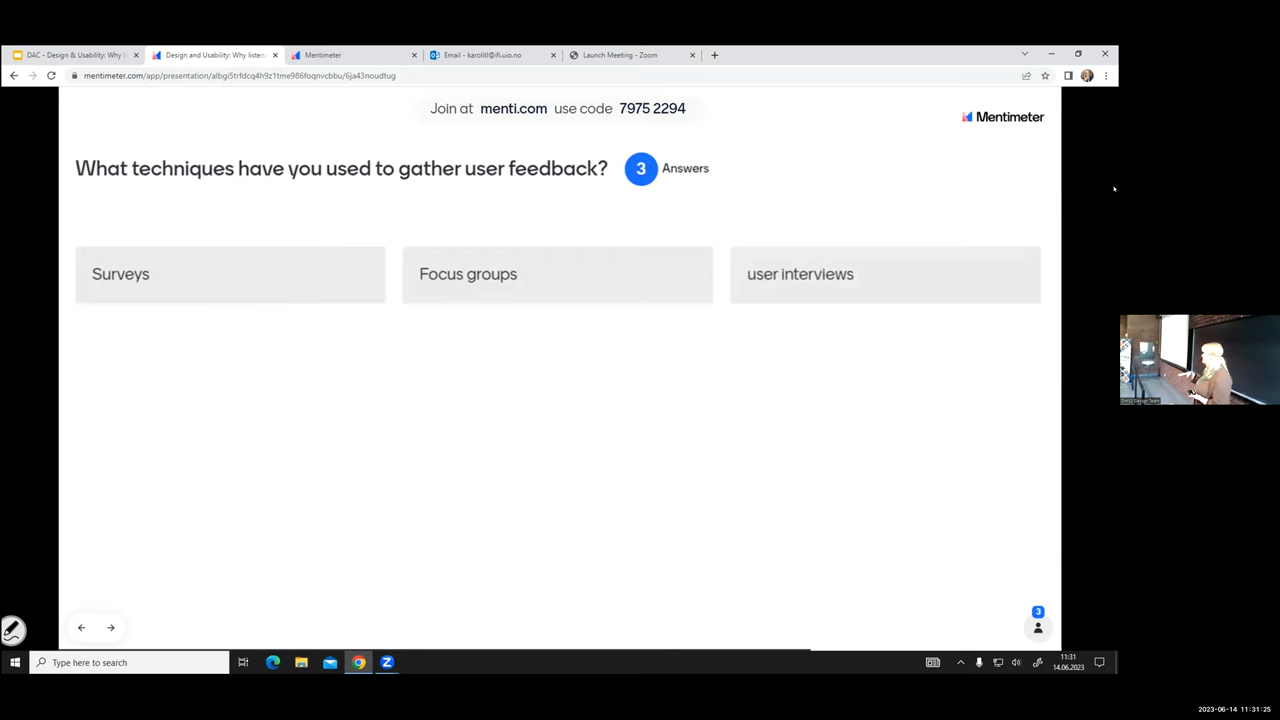 DAC - Design & Usability: Why li
Design and Usability: Why listen
Mentimeter
Email - karolitl@ifi.uio.no
Launch Meeting - Zoom
mentimeter.com/app/presentation/albgi5trfdcq4h9z1tme986foqnvcbbu/6ja43noudtug
Join at menti.com use code 7975 2294
Mentimeter
What techniques have you used to gather user feedback? 3 Answers
Surveys
Focus groups
user interviews
DHIS2 Design Team
3
Type here to search
11:31
14.06.2023
2023-06-14 11:31:25